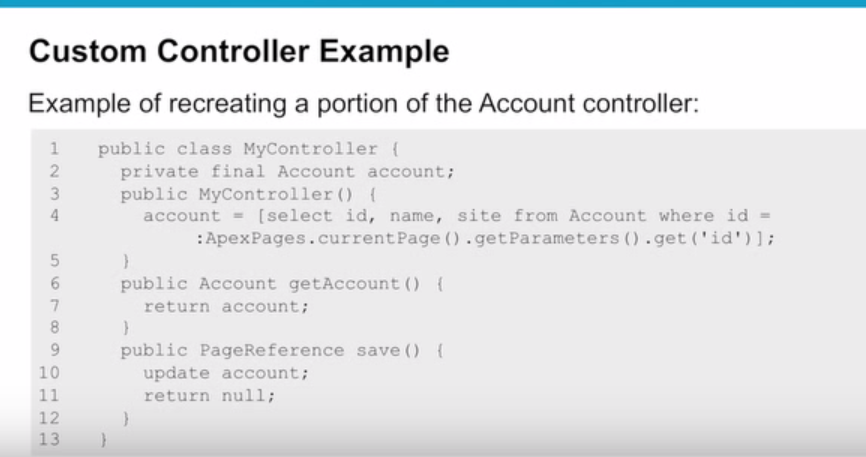 Custom Controller Example
Example of recreating a portion of the Account controller:
1 public class MyController {
2 private final Account account;
3 public MyController() {
4 account = [select id, name, site from Account where id =
:ApexPages.currentPage().getParameters().get('id')];
5 }
6 public Account getAccount() {
7 return account;
8 }
9 public PageReference save() {
10 update account;
11 return null;
12 }
13 }